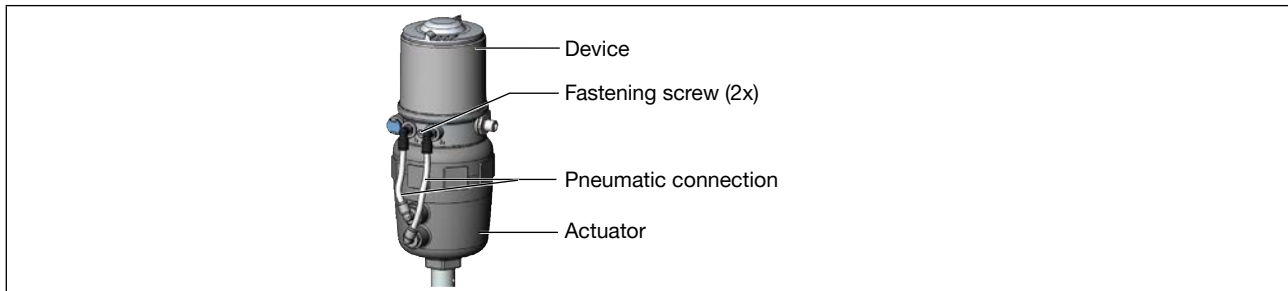 Device
Fastening screw (2x)
Pneumatic connection
Actuator